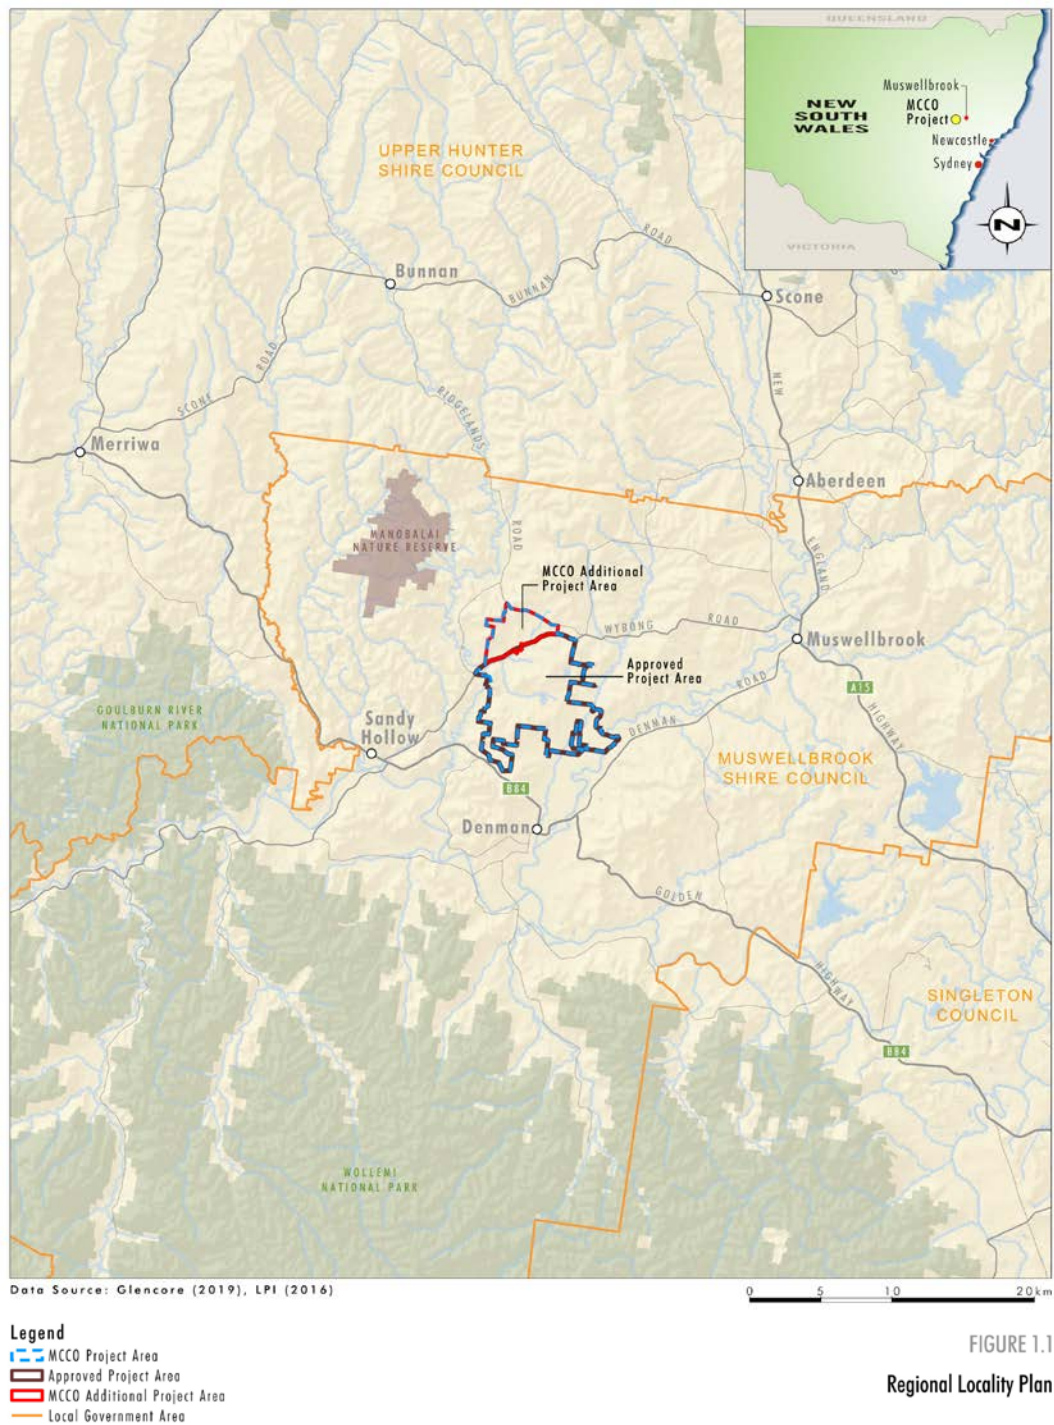 QUEENSLAND
Muswellbrook
NEW
SOUTH
WALES
MCCO
Project
Newcastle
Sydney
N
VICTORIA
UPPER HUNTER
SHIRE COUNCIL
ROAD
Bunnan
BUNNAN
Scone
ROAD
NEW
SCONE
RIDGELANDS
Merriwa
Aberdeen
MANOBALAI
NATURE RESERVE
ROAD
ENGLAND
MCCO Additional
Project Area
WYBONG
ROAD
Muswellbrook
Approved
Project Area
ROAD
A15
GOULBURN RIVER
NATIONAL PARK
Sandy
Hollow
DENMAN
HIGHWAY
MUSWELLBROOK
SHIRE COUNCIL
B84
Denman
GOLDEN
HIGHWAY
SINGLETON
COUNCIL
B84
WOLLEMI
NATIONAL PARK
Data Source: Glencore (2019), LPI (2016)
0 5 10 20km
Legend
MCCO Project Area
Approved Project Area
MCCO Additional Project Area
Local Government Area
FIGURE 1.1
Regional Locality Plan